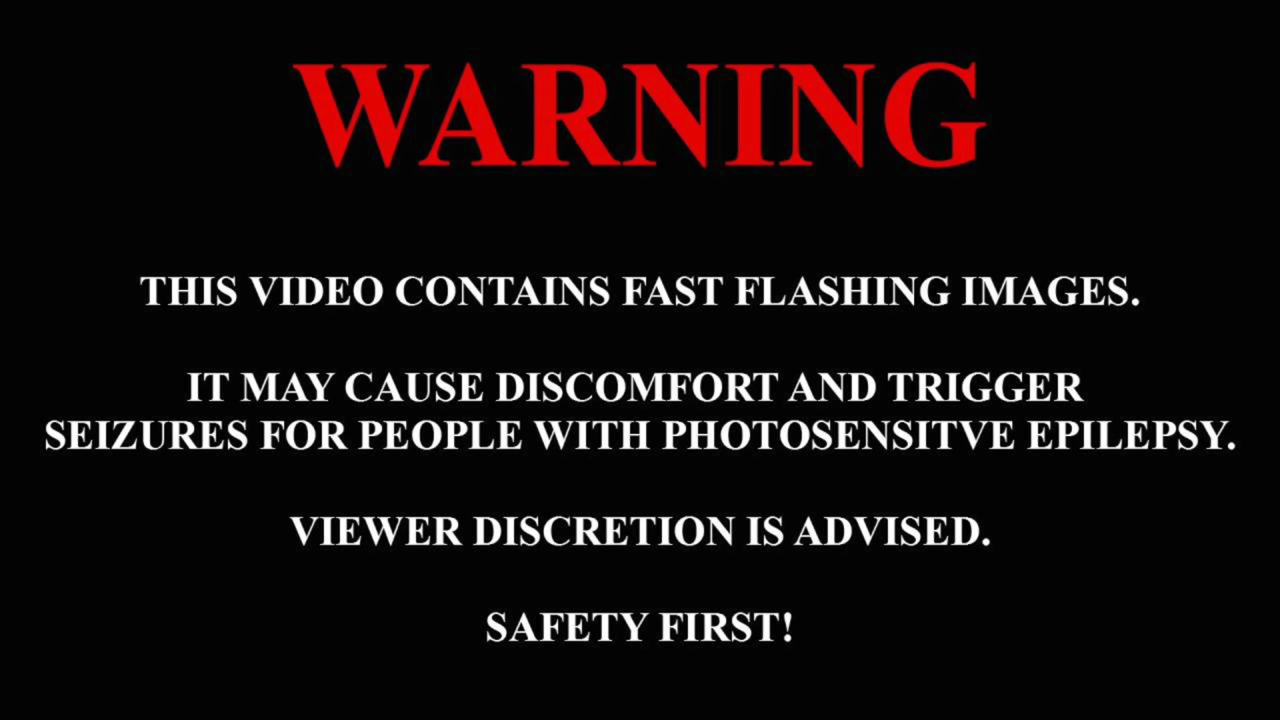 WARNING
THIS VIDEO CONTAINS FAST FLASHING IMAGES.
IT MAY CAUSE DISCOMFORT AND TRIGGER
SEIZURES FOR PEOPLE WITH PHOTOSENSITVE EPILEPSY.
VIEWER DISCRETION IS ADVISED.
SAFETY FIRST!